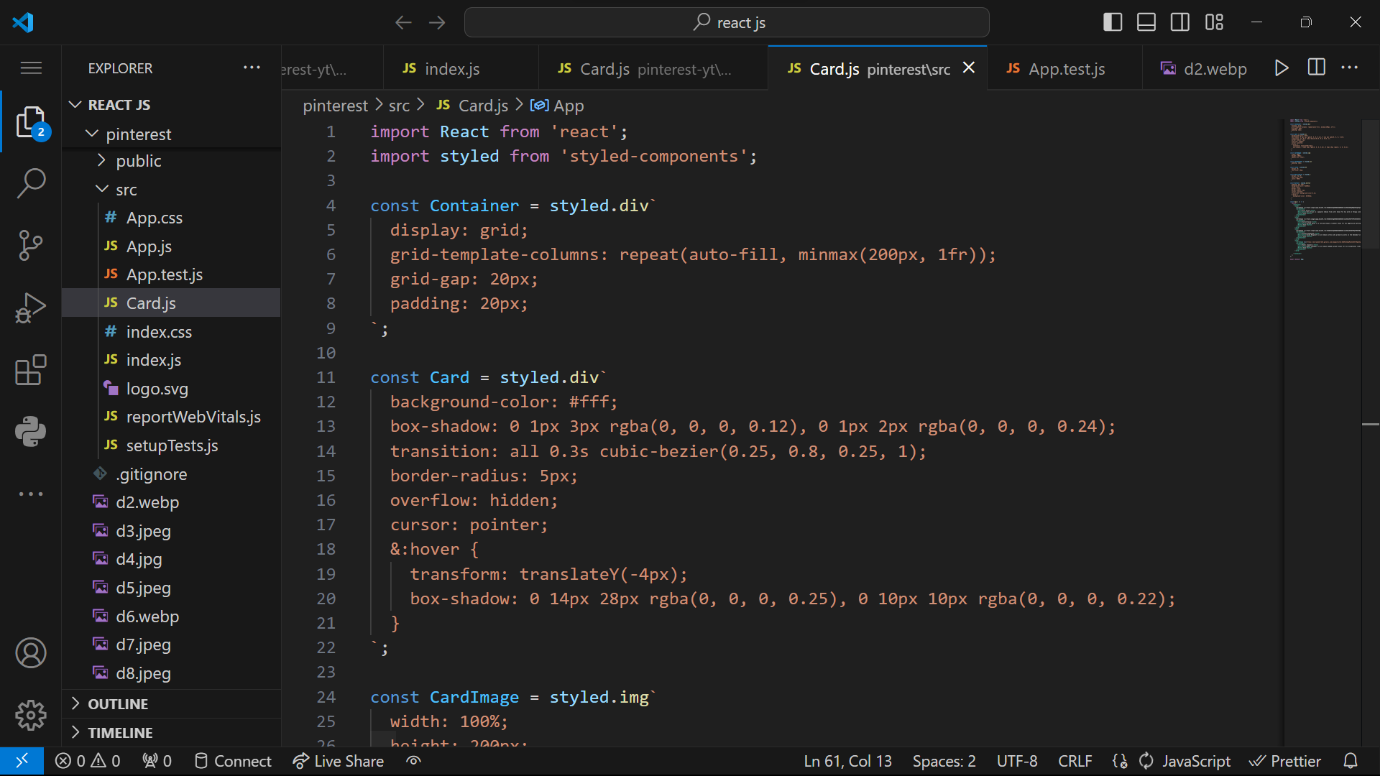 react js
EXPLORER
erest-yt\...
index.js
Card.js pinterest-yt\...
Card.js pinterest\src
App.test.js
d2.webp
REACT JS
pinterest > src > JS Card.js > App
2
pinterest
public
src
# App.css
JS App.js
JS App.test.js
JS Card.js
# index.css
JS index.js
logo.svg
JS reportWebVitals.js
JS setupTests.js
.gitignore
d2.webp
d3.jpeg
d4.jpg
d5.jpeg
d6.webp
d7.jpeg
d8.jpeg
OUTLINE
TIMELINE
1 import React from 'react';
2 import styled from 'styled-components';
3
4 const Container = styled.div`
5 display: grid;
6 grid-template-columns: repeat(auto-fill, minmax(200px, 1fr));
7 grid-gap: 20px;
8 padding: 20px;
9 `;
10
11 const Card = styled.div`
12 background-color: #fff;
13 box-shadow: 0 1px 3px rgba(0, 0, 0, 0.12), 0 1px 2px rgba(0, 0, 0, 0.24);
14 transition: all 0.3s cubic-bezier(0.25, 0.8, 0.25, 1);
15 border-radius: 5px;
16 overflow: hidden;
17 cursor: pointer;
18 &:hover {
19 transform: translateY(-4px);
20 box-shadow: 0 14px 28px rgba(0, 0, 0, 0.25), 0 10px 10px rgba(0, 0, 0, 0.22);
21 }
22 `;
23
24 const CardImage = styled.img`
25 width: 100%;
26 height: 200px;
0 0 0 Connect Live Share Ln 61, Col 13 Spaces: 2 UTF-8 CRLF {} JavaScript Prettier